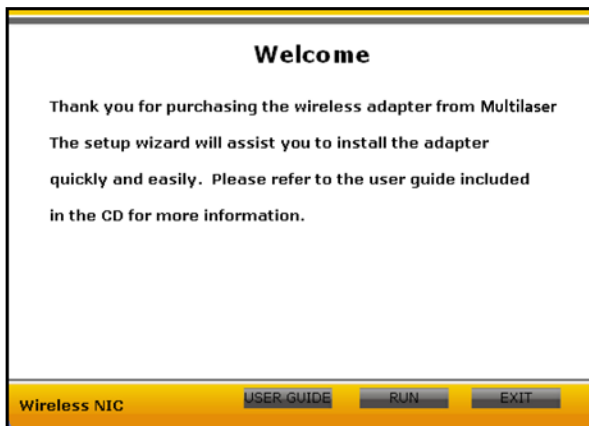 Welcome
Thank you for purchasing the wireless adapter from Multilaser
The setup wizard will assist you to install the adapter
quickly and easily. Please refer to the user guide included
in the CD for more information.
Wireless NIC
USER GUIDE
RUN
EXIT